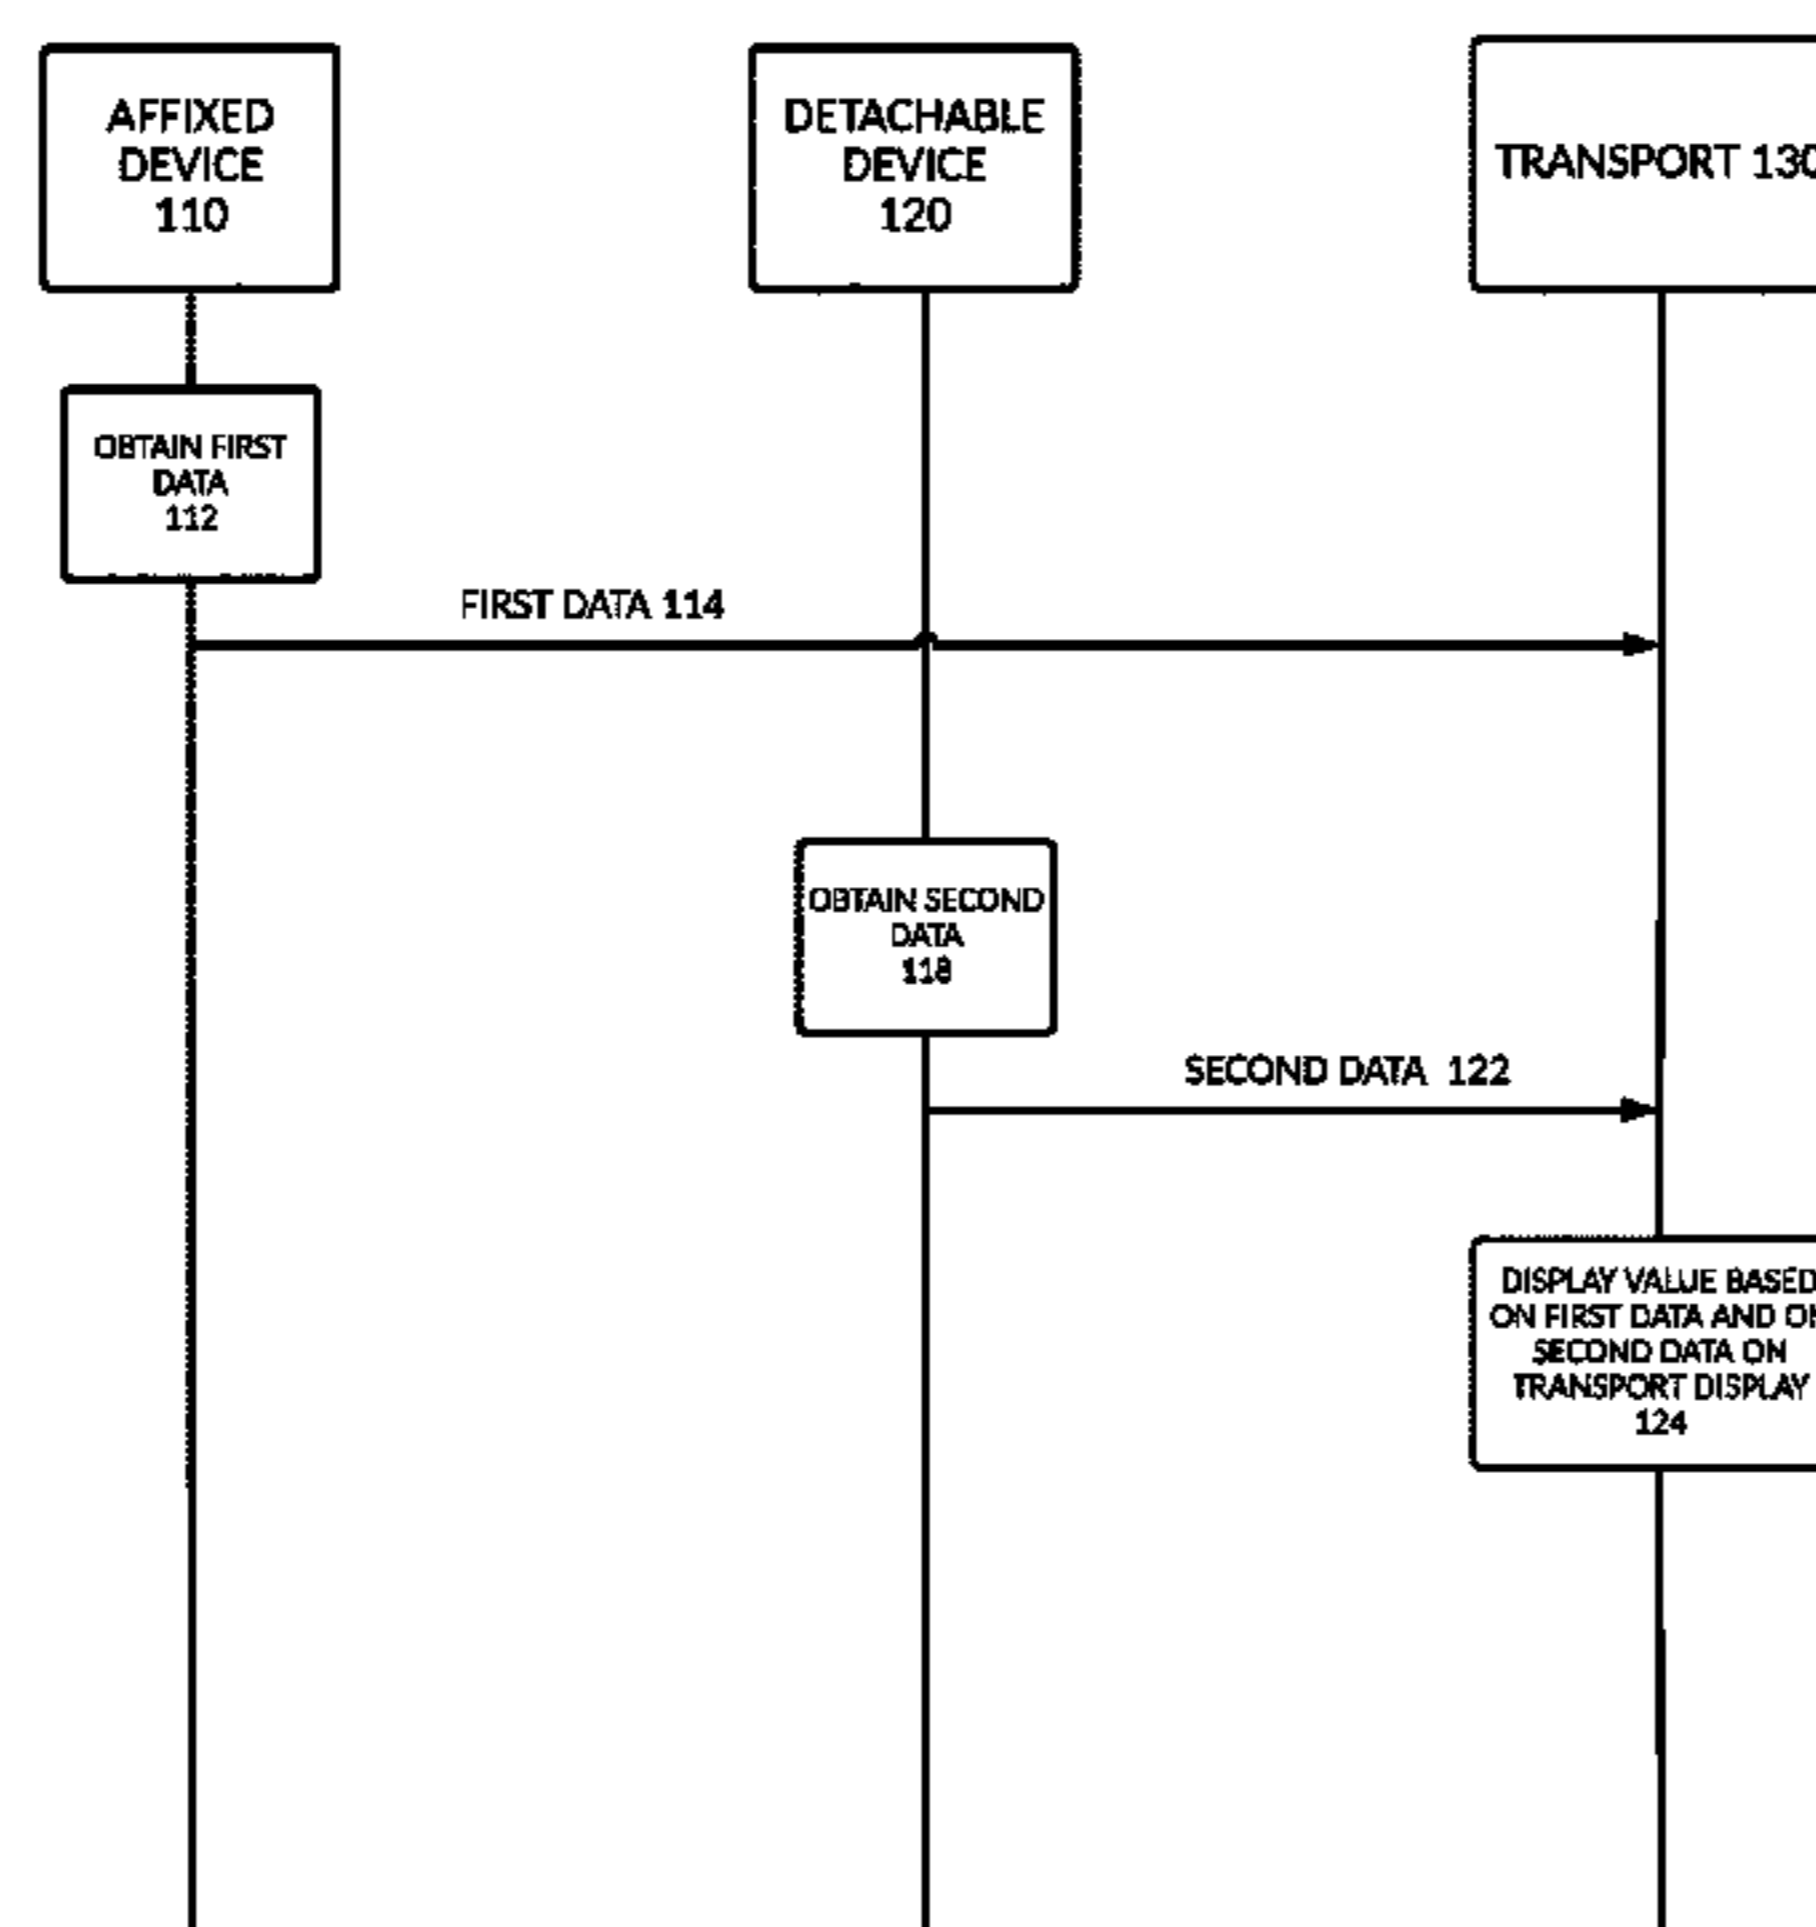 AFFIXED
DEVICE
110
DETACHABLE
DEVICE
120
TRANSPORT 130
OBTAIN FIRST
DATA
112
FIRST DATA 114
OBTAIN SECOND
DATA
118
SECOND DATA 122
DISPLAY VALUE BASED
ON FIRST DATA AND ON
SECOND DATA ON
TRANSPORT DISPLAY
124